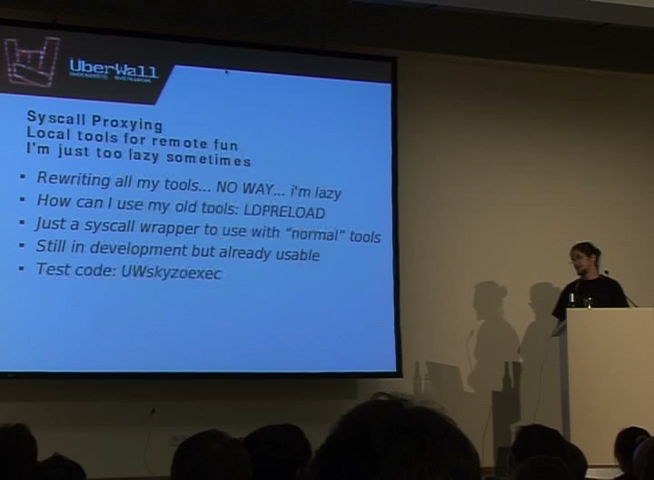 UberWall
Syscall Proxying
Local tools for remote fun
I'm just too lazy sometimes
▪ Rewriting all my tools... NO WAY... i'm lazy
▪ How can I use my old tools: LDPRELOAD
▪ Just a syscall wrapper to use with “normal” tools
▪ Still in development but already usable
▪ Test code: UWskyzoexec